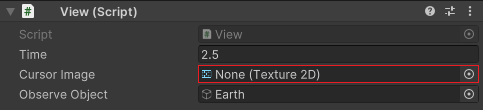 View (Script)
Script View
Time 2.5
Cursor Image None (Texture 2D)
Observe Object Earth